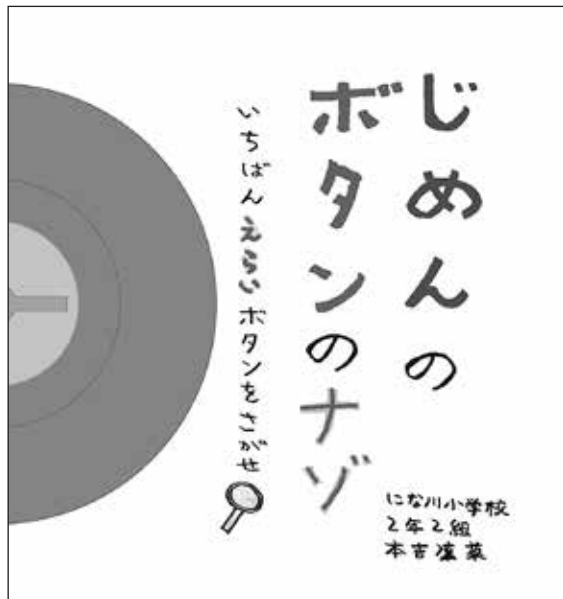 じめんの
ボタンのナゾ
いちばんえらいボタンをさがせ
にな川小学校
2年2組
本吉凜菜